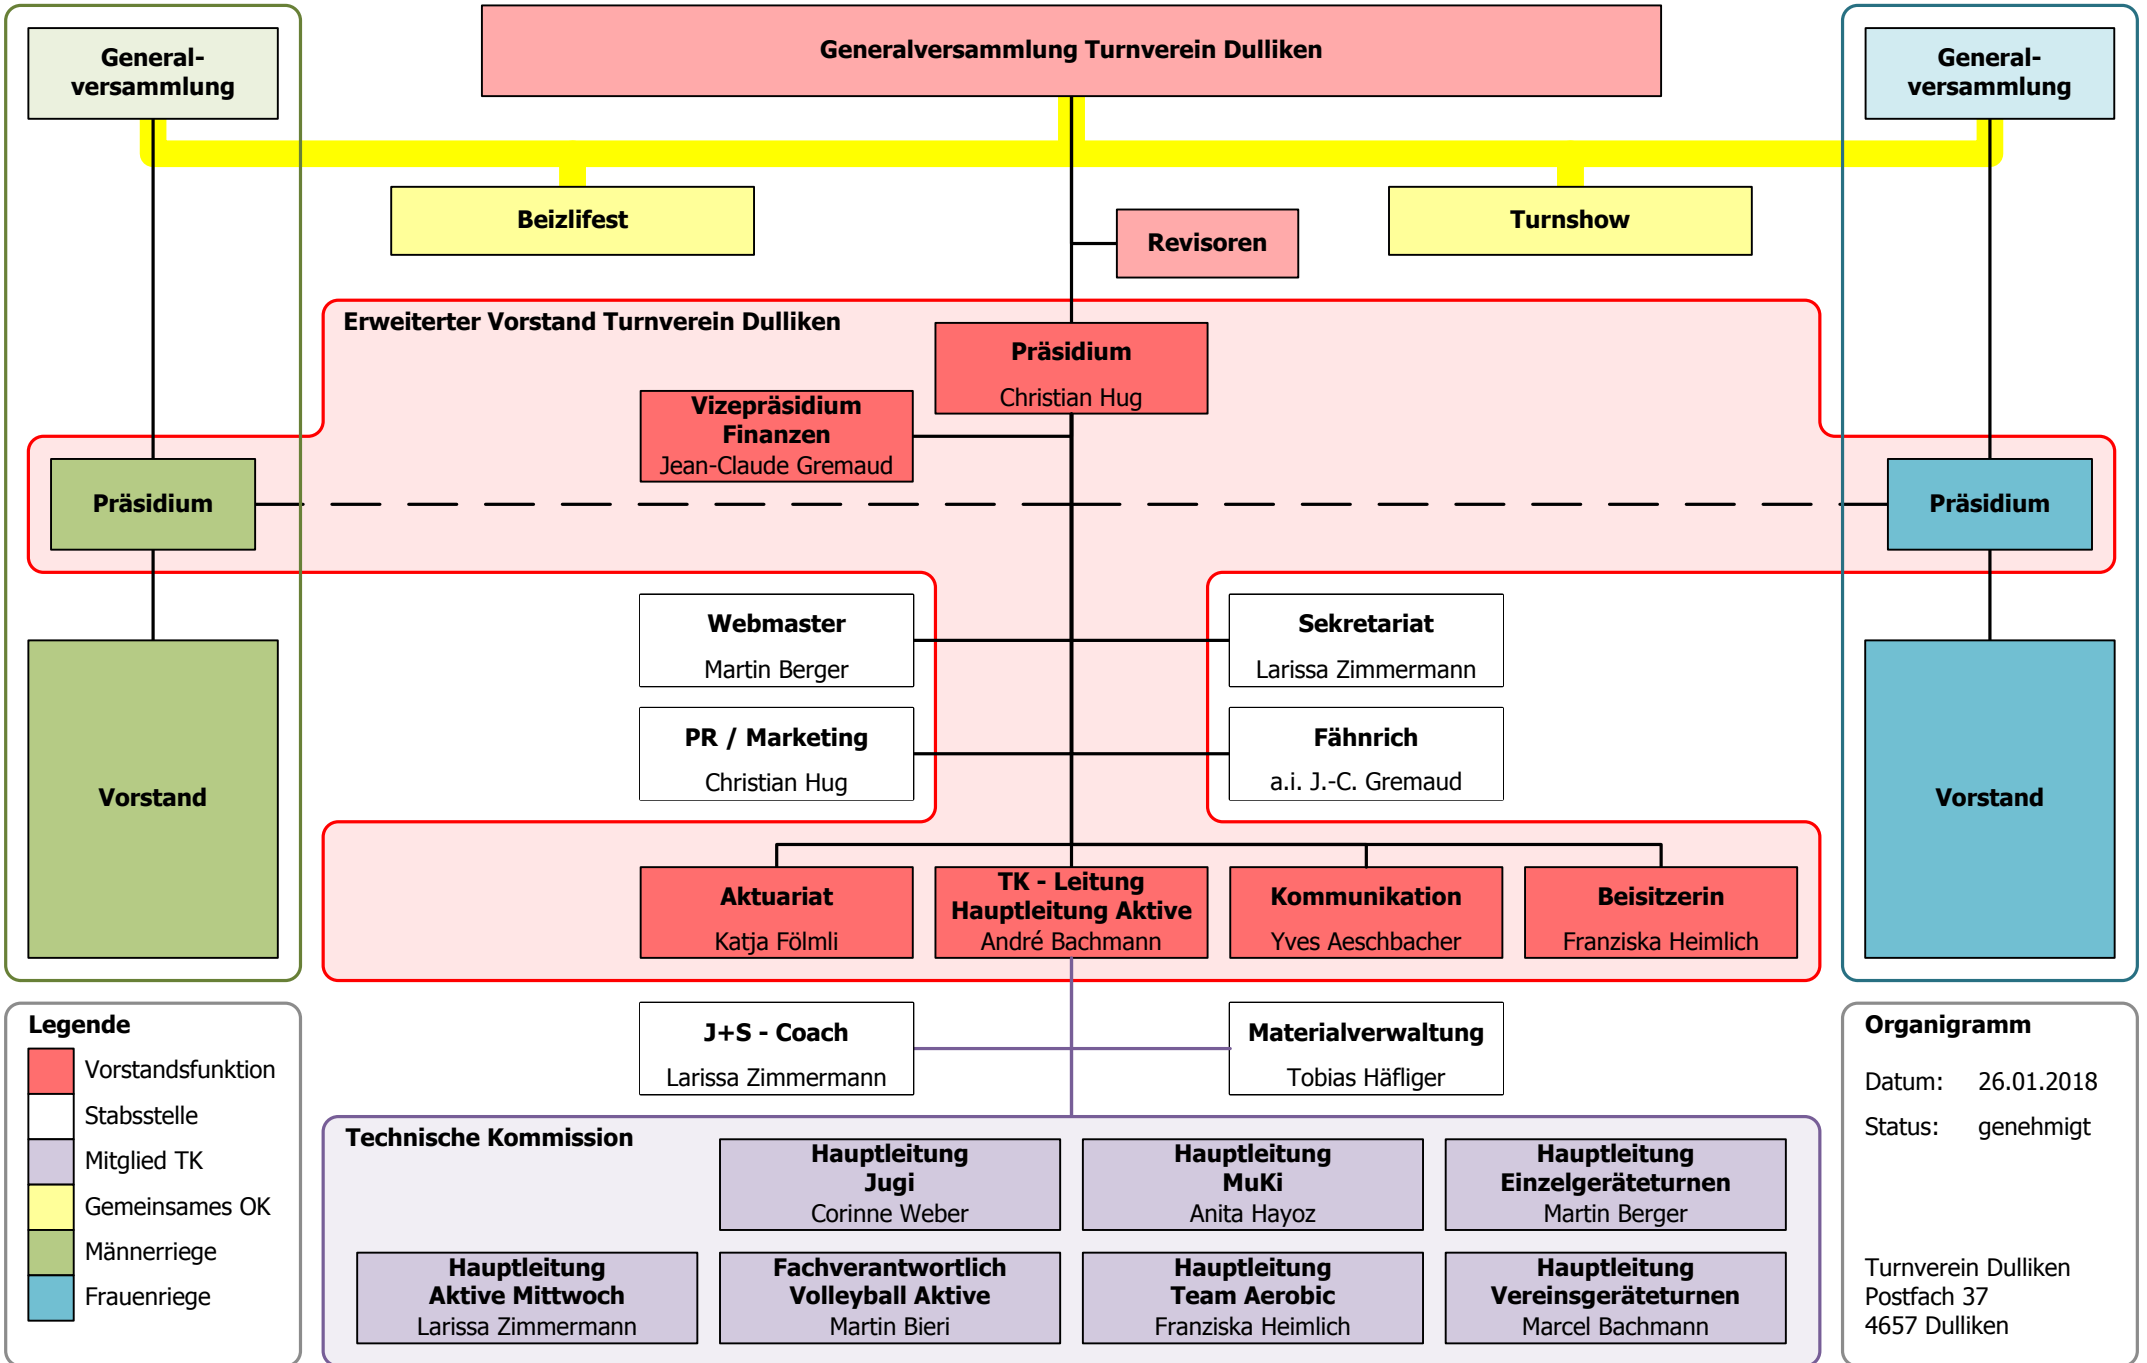 General-
versammlung
Generalversammlung Turnverein Dulliken
General-
versammlung
Beizlifest
Turnshow
Revisoren
Erweiterter Vorstand Turnverein Dulliken
Präsidium
Christian Hug
Vizepräsidium
Finanzen
Jean-Claude Gremaud
Präsidium
Präsidium
Webmaster
Martin Berger
Sekretariat
Larissa Zimmermann
PR / Marketing
Christian Hug
Fähnrich
a.i. J.-C. Gremaud
Vorstand
Vorstand
Aktuariat
Katja Fölmli
TK - Leitung
Hauptleitung Aktive
André Bachmann
Kommunikation
Yves Aeschbacher
Beisitzerin
Franziska Heimlich
J+S - Coach
Larissa Zimmermann
Materialverwaltung
Tobias Häfliger
Legende
Vorstandsfunktion
Stabsstelle
Mitglied TK
Gemeinsames OK
Männerriege
Frauenriege
Technische Kommission
Hauptleitung
Jugi
Corinne Weber
Hauptleitung
MuKi
Anita Hayoz
Hauptleitung
Einzelgeräteturnen
Martin Berger
Hauptleitung
Aktive Mittwoch
Larissa Zimmermann
Fachverantwortlich
Volleyball Aktive
Martin Bieri
Hauptleitung
Team Aerobic
Franziska Heimlich
Hauptleitung
Vereinsgeräteturnen
Marcel Bachmann
Organigramm
Datum: 26.01.2018
Status: genehmigt
Turnverein Dulliken
Postfach 37
4657 Dulliken